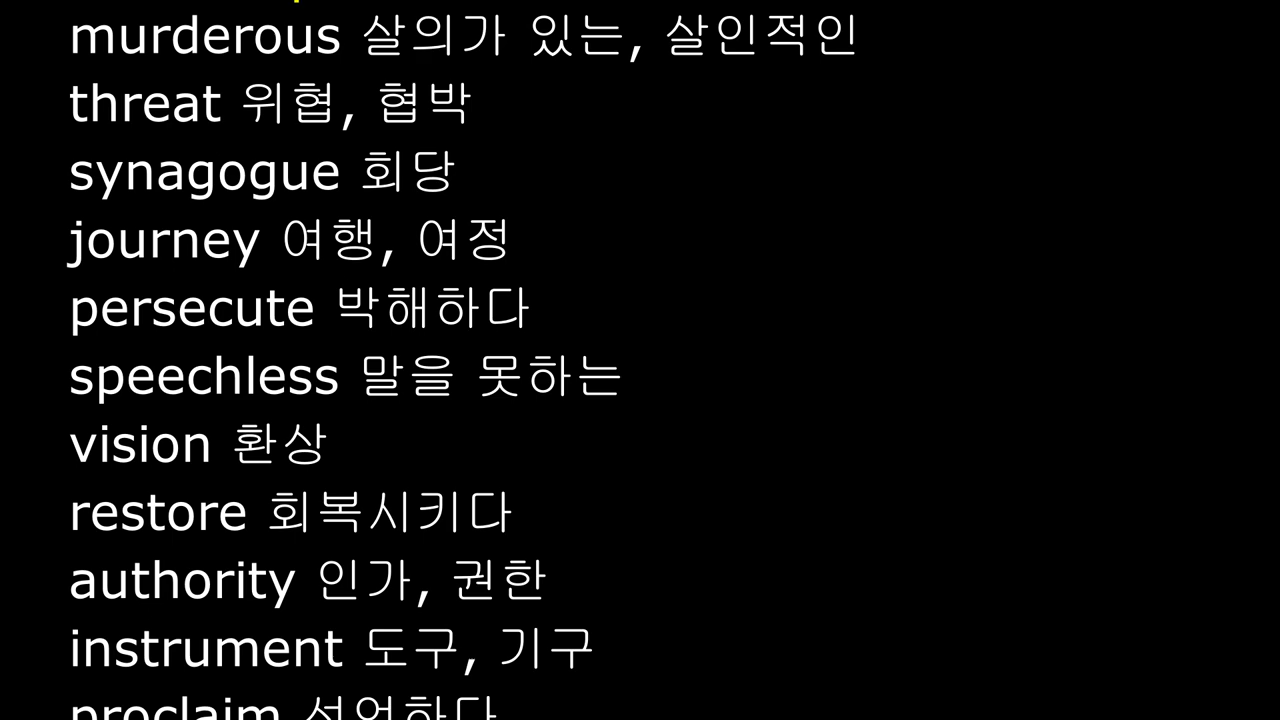 murderous 살의가 있는, 살인적인
threat 위협, 협박
synagogue 회당
journey 여행, 여정
persecute 박해하다
speechless 말을 못하는
vision 환상
restore 회복시키다
authority 인가, 권한
instrument 도구, 기구
proclaim 선언하다